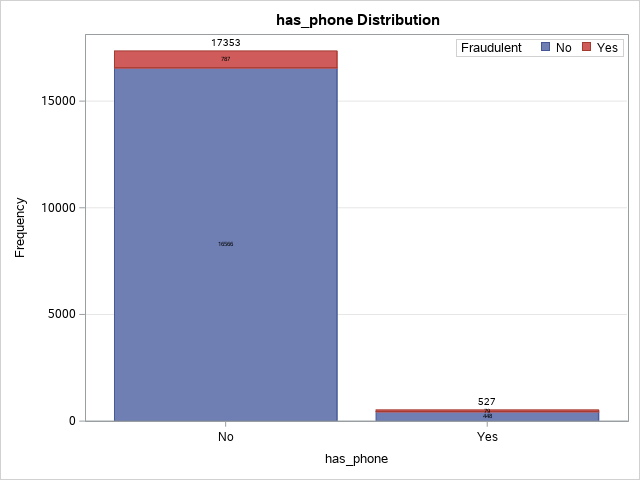 has_phone Distribution
17353
Fraudulent No Yes
787
15000
10000
Frequency
16566
5000
527
79
448
0
No Yes
has_phone